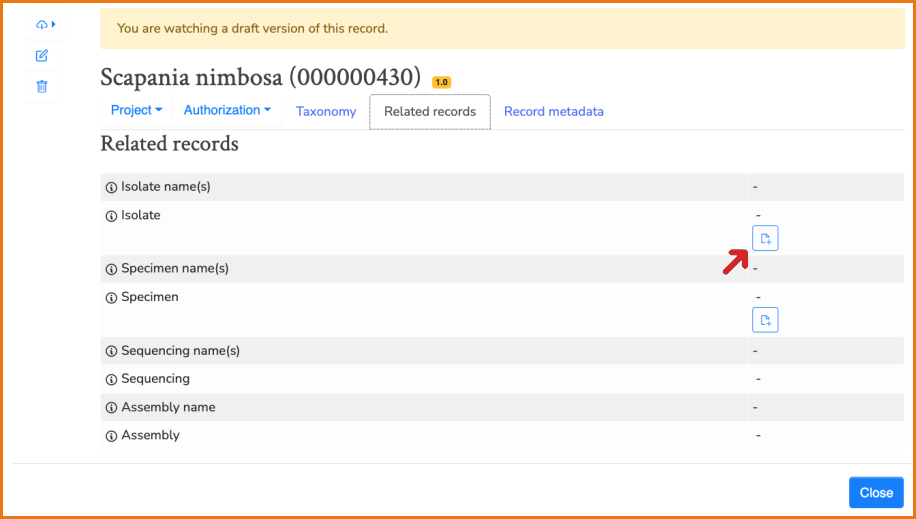 You are watching a draft version of this record.
Scapania nimbosa (000000430) 1.0
Project Authorization Taxonomy Related records Record metadata
Related records
Isolate name(s) -
Isolate -
Specimen name(s) -
Specimen -
Sequencing name(s) -
Sequencing -
Assembly name -
Assembly -
Close